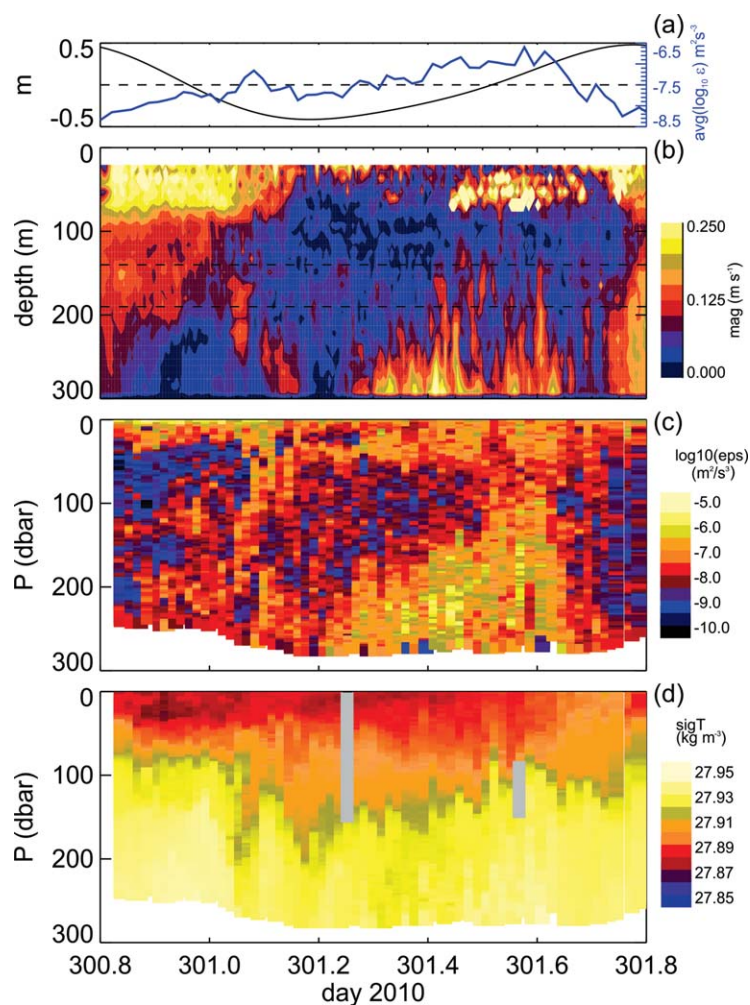 (a)
0.5
m
-0.5
-6.5
-7.5
-8.5
avg(log₁₀ ε) m²s⁻³
(b)
0
100
200
300
depth (m)
0.250
0.125
0.000
mag (m s⁻¹)
(c)
0
100
200
300
P (dbar)
log10(eps)
(m²/s³)
-5.0
-6.0
-7.0
-8.0
-9.0
-10.0
(d)
0
100
200
300
P (dbar)
sigT
(kg m⁻³)
27.95
27.93
27.91
27.89
27.87
27.85
300.8 301.0 301.2 301.4 301.6 301.8
day 2010